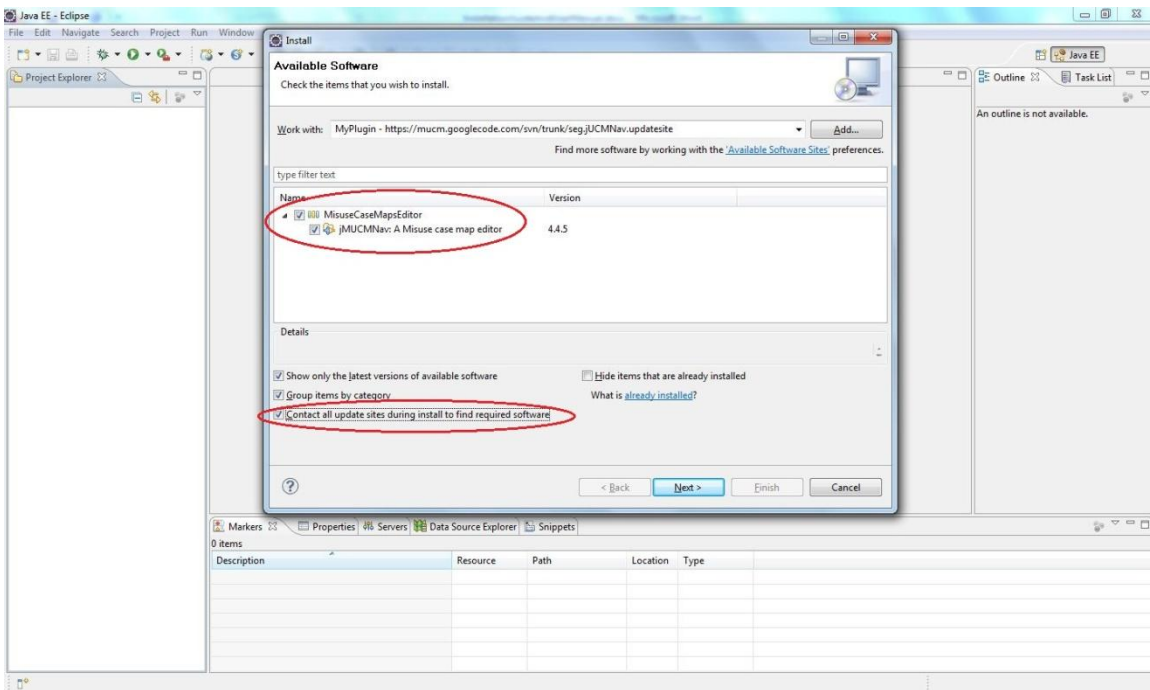 Java EE - Eclipse
File Edit Navigate Search Project Run Window
Java EE
Project Explorer
Outline Task List
An outline is not available.
Install
Available Software
Check the items that you wish to install.
Work with: MyPlugin - https://mucm.googlecode.com/svn/trunk/seg.jUCMNav.updatesite Add...
Find more software by working with the 'Available Software Sites' preferences.
type filter text
Name Version
MisuseCaseMapsEditor
jMUCMNav: A Misuse case map editor 4.4.5
Details
Show only the latest versions of available software Hide items that are already installed
Group items by category What is already installed?
Contact all update sites during install to find required software
< Back Next > Finish Cancel
Markers Properties Servers Data Source Explorer Snippets
0 items
Description Resource Path Location Type